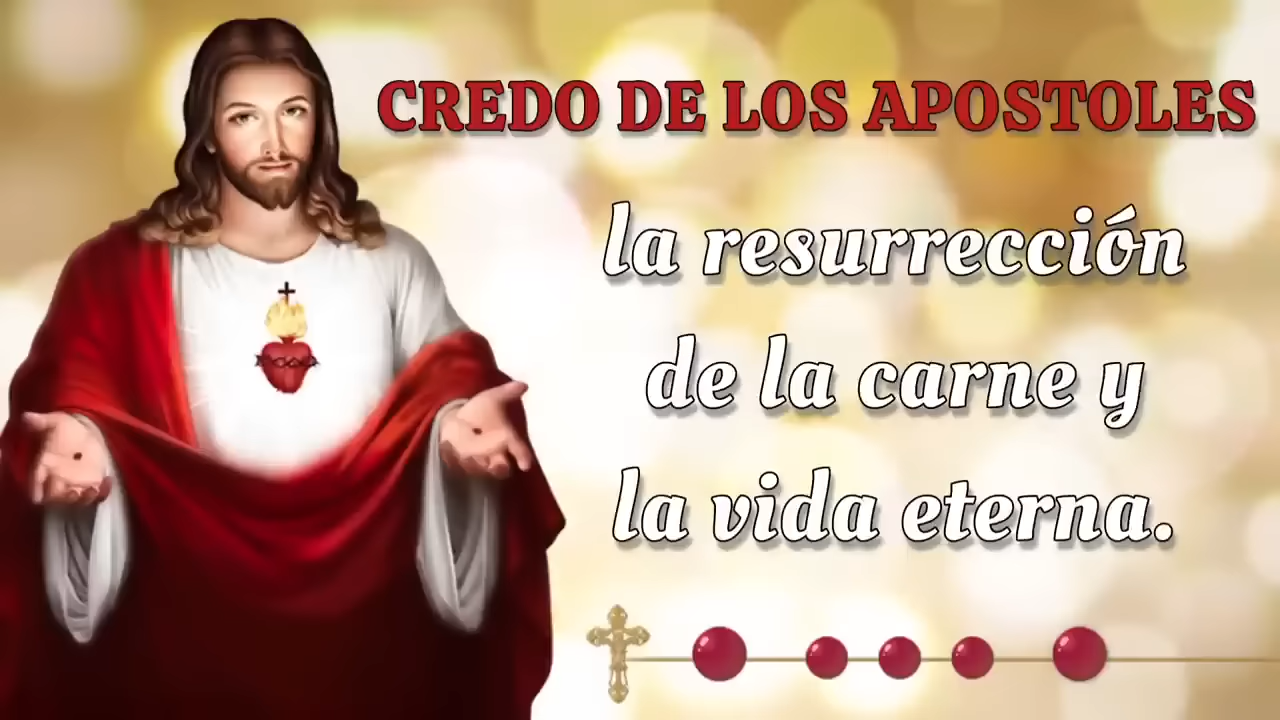 CREDO DE LOS APOSTOLES
la resurrección
de la carne y
la vida eterna.